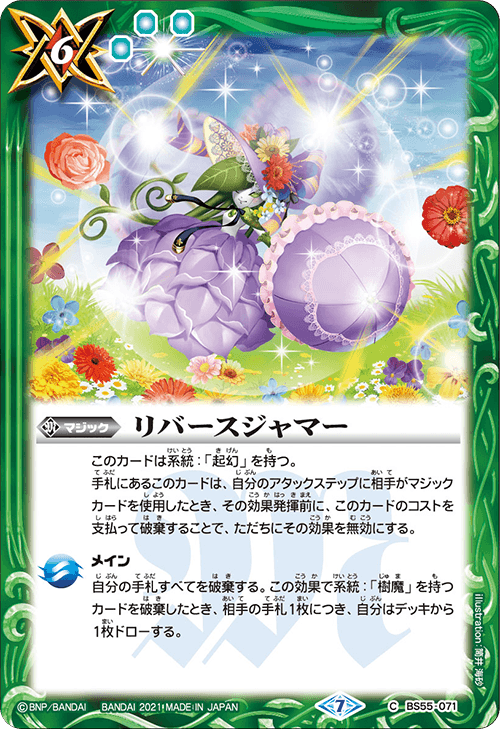 6
マジック
リバースジャマー
このカードは系統：「起幻」を持つ。
手札にあるこのカードは、自分のアタックステップに相手がマジック
カードを使用したとき、その効果発揮前に、このカードのコストを
支払って破棄することで、ただちにその効果を無効にする。
メイン
自分の手札すべてを破棄する。この効果で系統：「樹魔」を持つ
カードを破棄したとき、相手の手札1枚につき、自分はデッキから
1枚ドローする。
illustration：筒井 海砂
©BNP/BANDAI BANDAI 2021 MADE IN JAPAN
7
C BS55-071